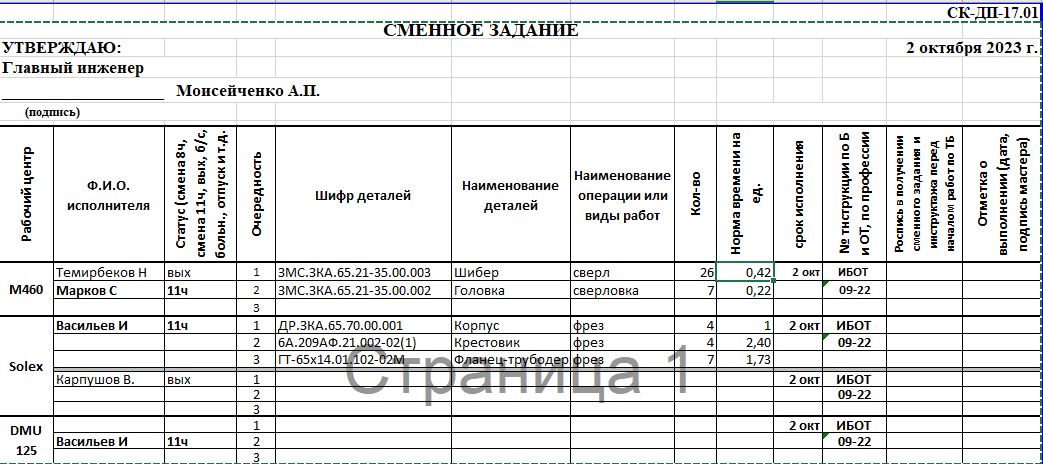 СК-ДП-17.01
СМЕННОЕ ЗАДАНИЕ
УТВЕРЖДАЮ: 2 октября 2023 г.
Главный инженер
Моисейченко А.П.
(подпись)
Рабочий центр
Ф.И.О. исполнителя
Статус (смена 8ч, смена 11ч, вых, б/с, больн., отпуск и т.д.
Очередность
Шифр деталей
Наименование деталей
Наименование операции или виды работ
Кол-во
Норма времени на ед.
срок исполнения
№ тнструкции по Б и ОТ, по профессии
Роспись в получении сменного задания и инструктажа перед началом работ по ТБ
Отметка о выполнении (дата, подпись мастера)
М460
Темирбеков Н вых 1 ЗМС.ЗКА.65.21-35.00.003 Шибер сверл 26 0,42 2 окт ИБОТ
Марков С 11ч 2 ЗМС.ЗКА.65.21-35.00.002 Головка сверловка 7 0,22 09-22
3
Solex
Васильев И 11ч 1 ДР.ЗКА.65.70.00.001 Корпус фрез 4 1 2 окт ИБОТ
2 6А.209АФ.21.002-02(1) Крестовик фрез 4 2,40 09-22
3 ГТ-65х14.01.102-02М Фланец-трубодер фрез 7 1,73
Карпушов В. вых 1 2 окт ИБОТ
2 09-22
3
DMU 125
1 2 окт ИБОТ
Васильев И 11ч 2 09-22
3
Страница 1